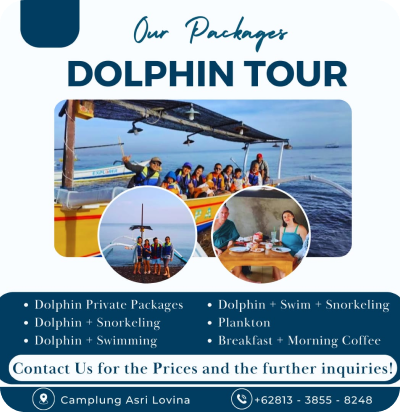 Our Packages
DOLPHIN TOUR
• Dolphin Private Packages
• Dolphin + Snorkeling
• Dolphin + Swimming
• Dolphin + Swim + Snorkeling
• Plankton
• Breakfast + Morning Coffee
Contact Us for the Prices and the further inquiries!
Camplung Asri Lovina
+62813 - 3855 - 8248